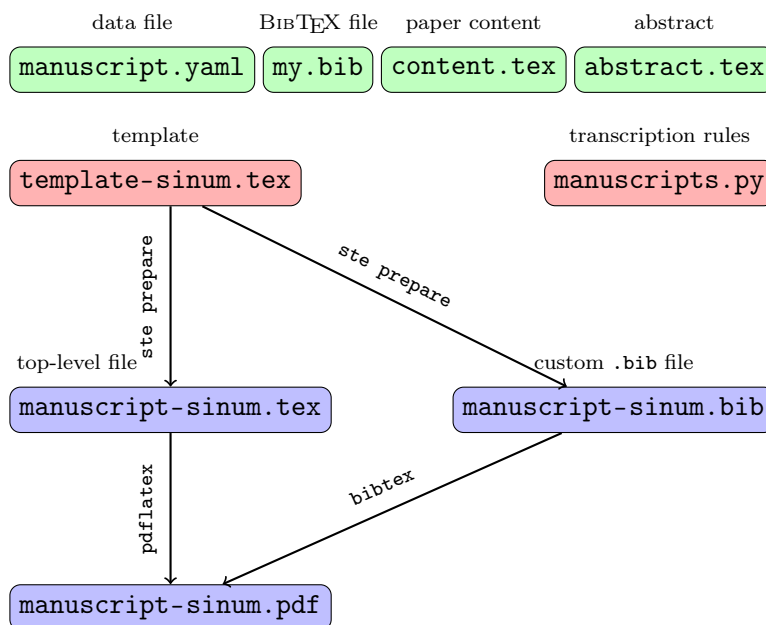 data file BIBTEX file paper content abstract
manuscript.yaml my.bib content.tex abstract.tex
template transcription rules
template-sinum.tex manuscripts.py
ste prepare ste prepare
top-level file custom .bib file
manuscript-sinum.tex manuscript-sinum.bib
pdflatex bibtex
manuscript-sinum.pdf